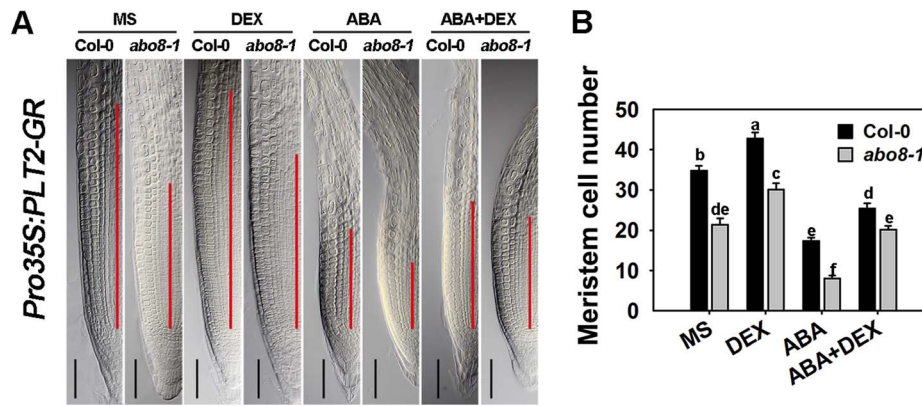 A
MS DEX ABA ABA+DEX
Col-0 abo8-1 Col-0 abo8-1 Col-0 abo8-1 Col-0 abo8-1
Pro35S:PLT2-GR
B
Meristem cell number
50
40
30
20
10
0
Col-0
abo8-1
b
de
a
c
e
f
d
e
MS DEX ABA ABA+DEX